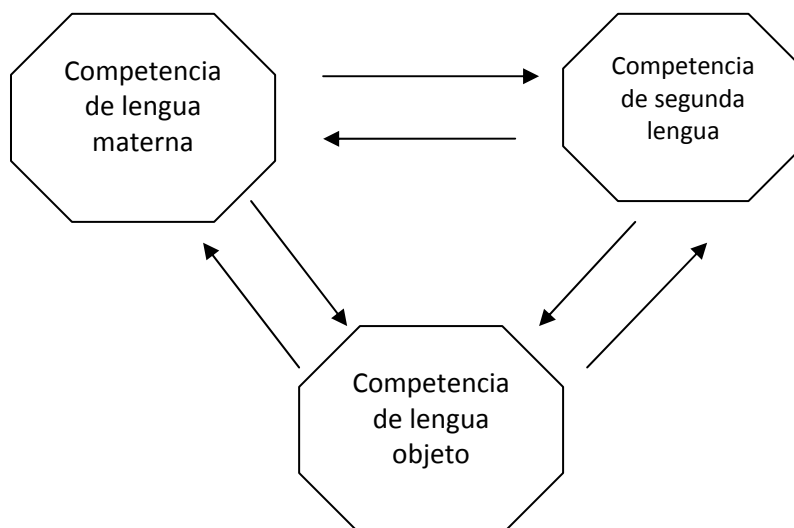 Competencia
de lengua
materna
Competencia
de segunda
lengua
Competencia
de lengua
objeto